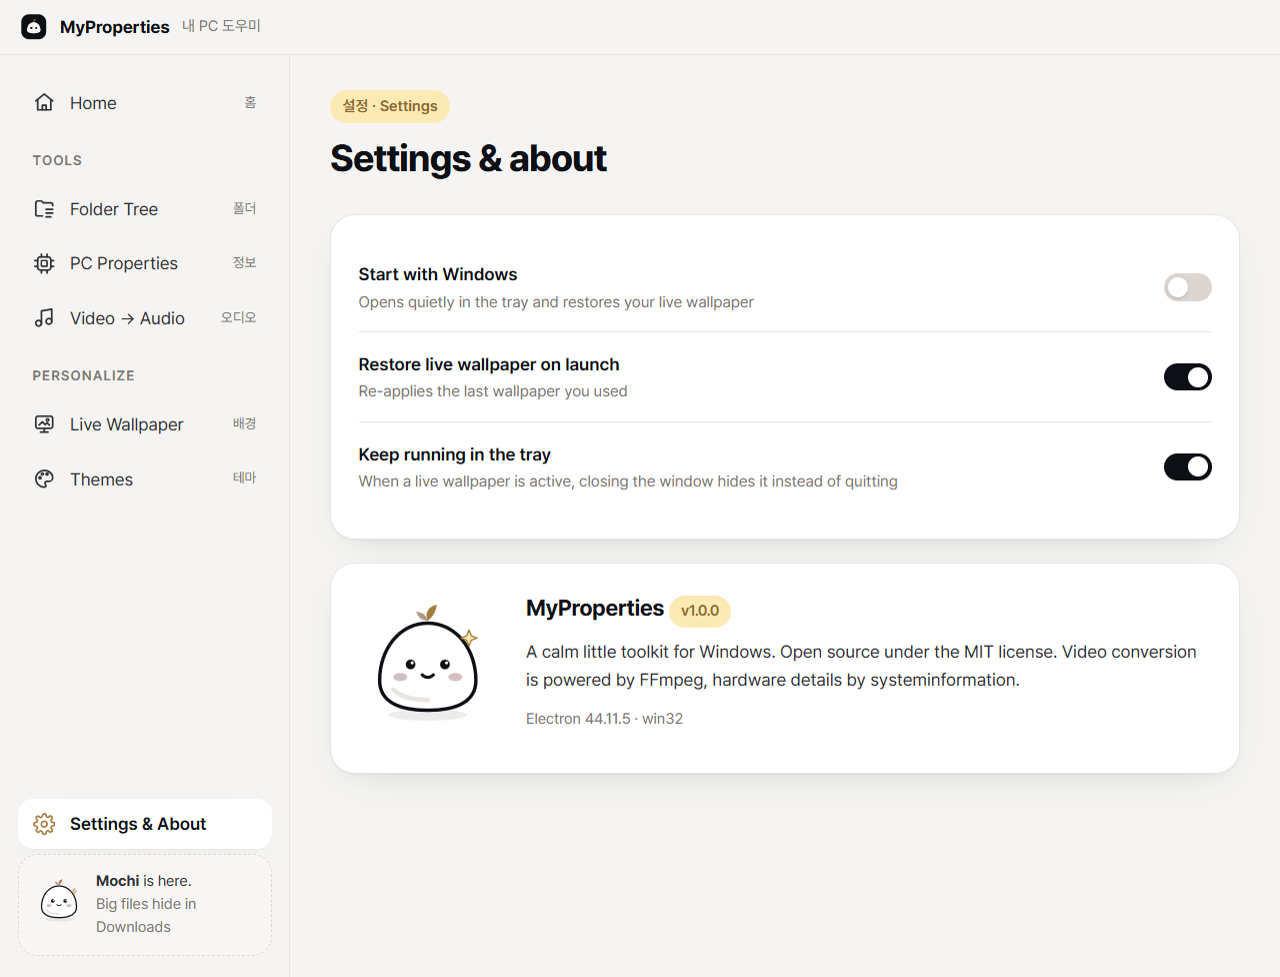 MyProperties 내 PC 도우미
Home 홈
TOOLS
Folder Tree 폴더
PC Properties 정보
Video → Audio 오디오
PERSONALIZE
Live Wallpaper 배경
Themes 테마
Settings & About
Mochi is here.
Big files hide in
Downloads
설정 · Settings
Settings & about
Start with Windows
Opens quietly in the tray and restores your live wallpaper
Restore live wallpaper on launch
Re-applies the last wallpaper you used
Keep running in the tray
When a live wallpaper is active, closing the window hides it instead of quitting
MyProperties v1.0.0
A calm little toolkit for Windows. Open source under the MIT license. Video conversion
is powered by FFmpeg, hardware details by systeminformation.
Electron 44.11.5 · win32